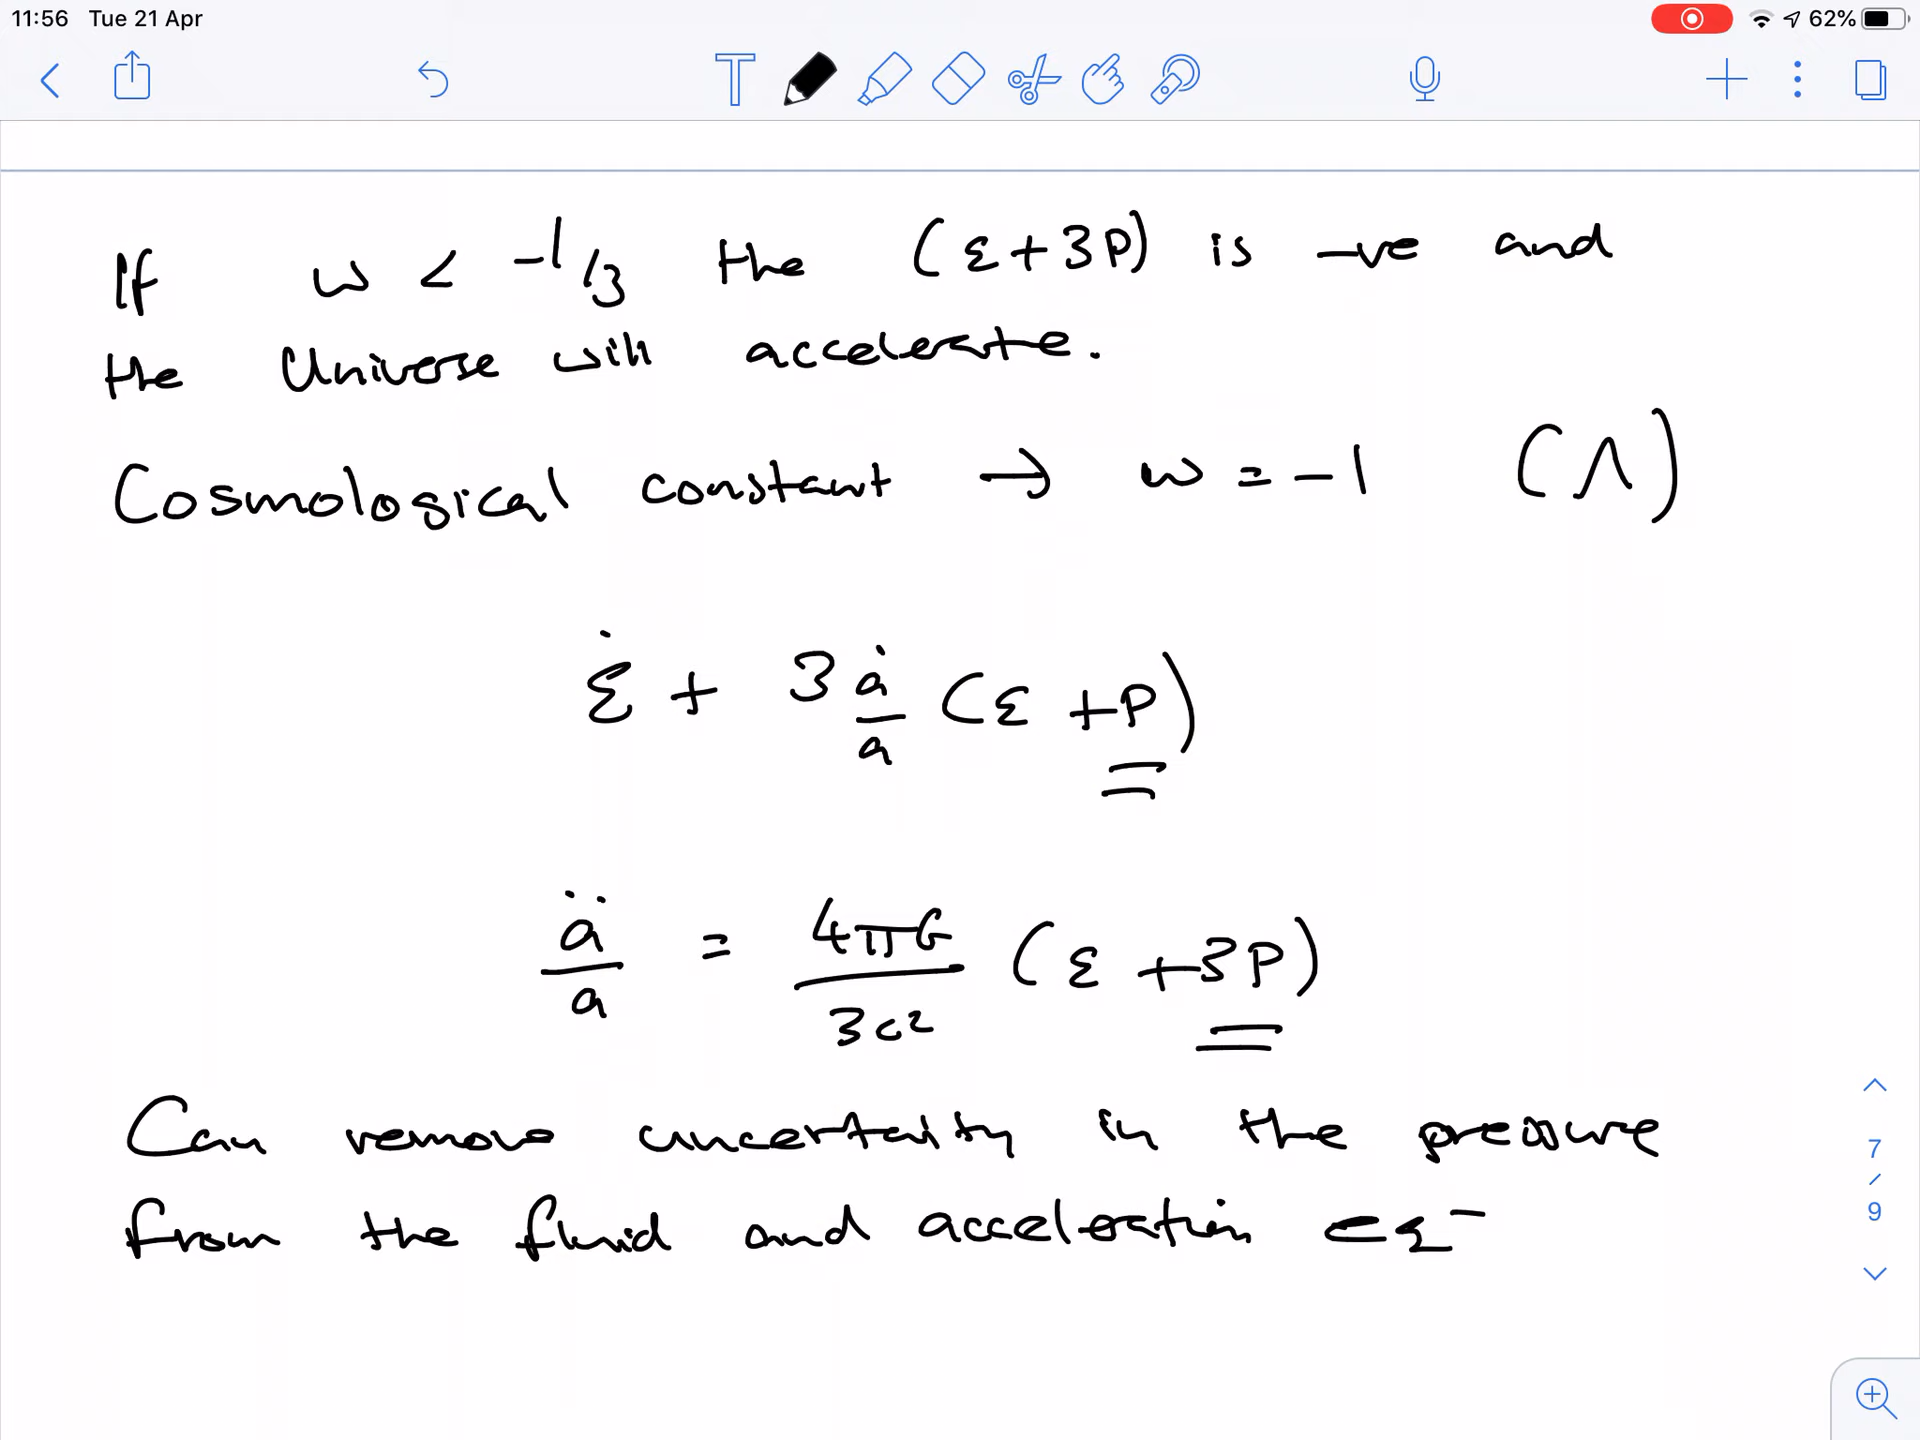 11:56 Tue 21 Apr 62%
T
If w < -1/3 the (ε+3P) is -ve and
the Universe will accelerate.
Cosmological constant → w = -1 (Λ)
ε̇ + 3 ȧ/a (ε + P)
ä/a = 4πG/3c² (ε + 3P)
Can remove uncertainty in the pressure
from the fluid and acceleration eq-
7
/
9